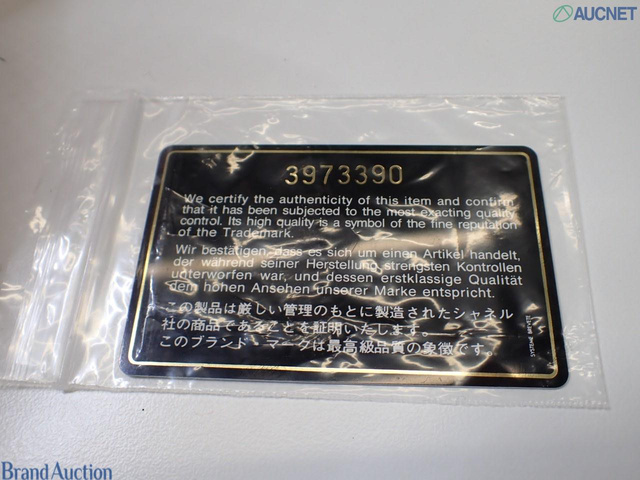 AUCNET
3973390
We certify the authenticity of this item and confirm
that it has been subjected to the most exacting quality
control. Its high quality is a symbol of the fine reputation
of the Trademark.
Wir bestätigen, dass es sich um einen Artikel handelt,
der während seiner Herstellung strengsten Kontrollen
unterworfen war, und dessen erstklassige Qualität
dem hohen Ansehen unserer Marke entspricht.
この製品は厳しい管理のもとに製造されたシャネル
社の商品であることを証明いたします。
このブランド・マークは最高級品質の象徴です。
Brand Auction